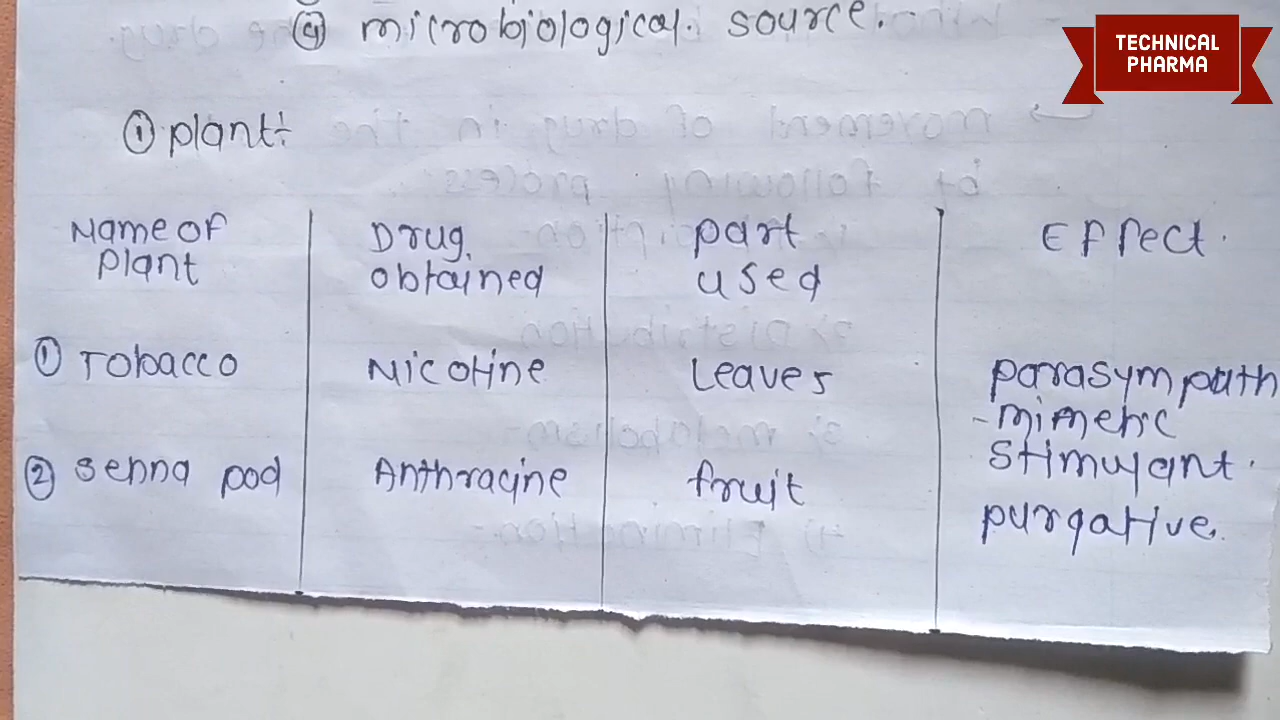 ④ microbiological. source.
TECHNICAL
PHARMA
① plant:-
Name of plant | Drug obtained | part used | Effect.
① Tobacco | Nicotine | Leaves | parasympath-mimetic
② Senna pod | Anthracine | fruit | Stimulant. purgative.